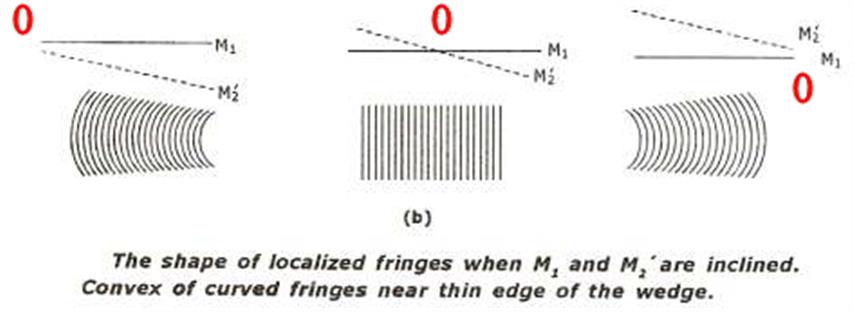 0
0
M₁
M₂′
M₁
M₂′
M₂′
M₁
0
(b)
The shape of localized fringes when M₁ and M₂′ are inclined.
Convex of curved fringes near thin edge of the wedge.